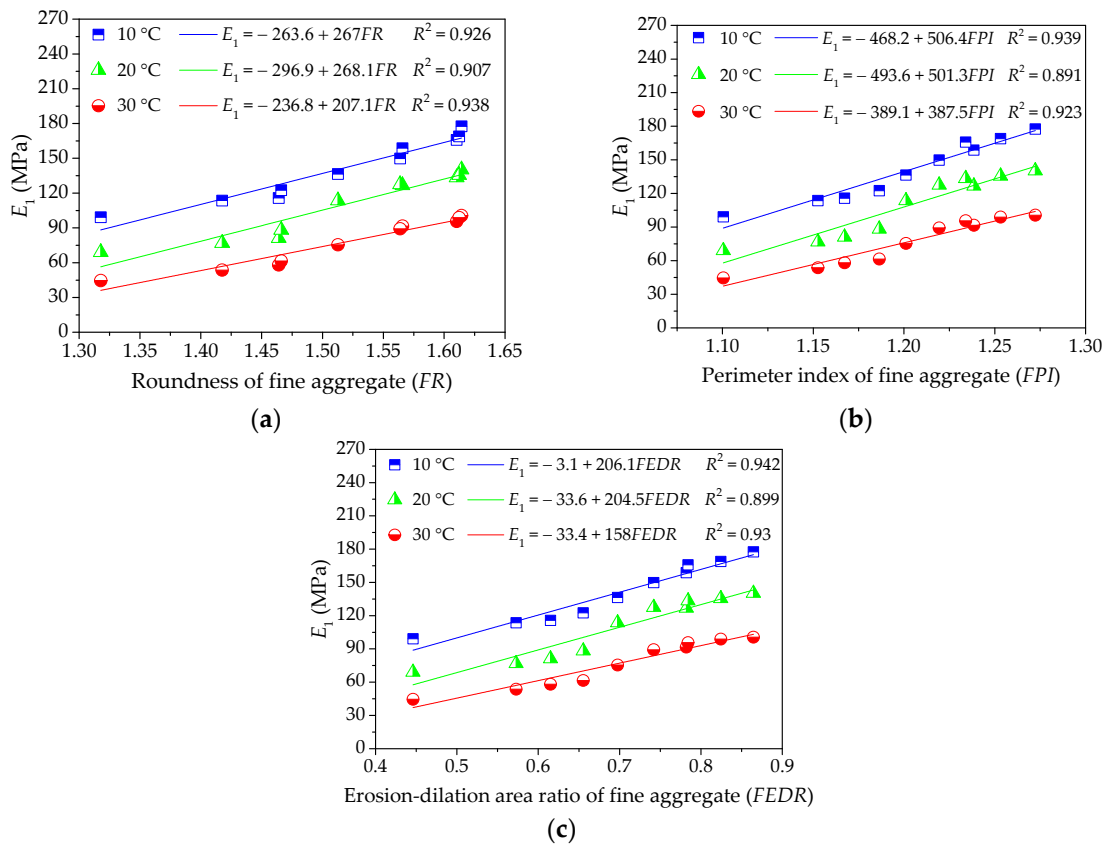 270
240
210
180
150
120
90
60
30
0
E₁ (MPa)
10 °C E₁ = − 263.6 + 267FR R² = 0.926
20 °C E₁ = − 296.9 + 268.1FR R² = 0.907
30 °C E₁ = − 236.8 + 207.1FR R² = 0.938
1.30 1.35 1.40 1.45 1.50 1.55 1.60 1.65
Roundness of fine aggregate (FR)
(a)
270
240
210
180
150
120
90
60
30
0
E₁ (MPa)
10 °C E₁ = − 468.2 + 506.4FPI R² = 0.939
20 °C E₁ = − 493.6 + 501.3FPI R² = 0.891
30 °C E₁ = − 389.1 + 387.5FPI R² = 0.923
1.10 1.15 1.20 1.25 1.30
Perimeter index of fine aggregate (FPI)
(b)
270
240
210
180
150
120
90
60
30
0
E₁ (MPa)
10 °C E₁ = − 3.1 + 206.1FEDR R² = 0.942
20 °C E₁ = − 33.6 + 204.5FEDR R² = 0.899
30 °C E₁ = − 33.4 + 158FEDR R² = 0.93
0.4 0.5 0.6 0.7 0.8 0.9
Erosion-dilation area ratio of fine aggregate (FEDR)
(c)